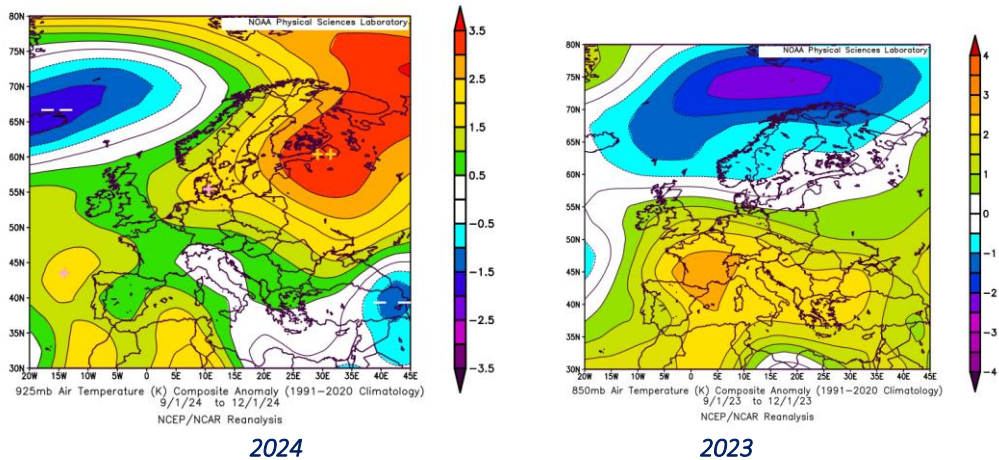 NOAA Physical Sciences Laboratory
80N
75N
70N
65N
60N
55N
50N
45N
40N
35N
30N
20W 15W 10W 5W 0 5E 10E 15E 20E 25E 30E 35E 40E 45E
3.5
2.5
1.5
0.5
-0.5
-1.5
-2.5
-3.5
925mb Air Temperature (K) Composite Anomaly (1991-2020 Climatology)
9/1/24 to 12/1/24
NCEP/NCAR Reanalysis
2024
NOAA Physical Sciences Laboratory
80N
75N
70N
65N
60N
55N
50N
45N
40N
35N
30N
20W 15W 10W 5W 0 5E 10E 15E 20E 25E 30E 35E 40E 45E
4
3
2
1
0
-1
-2
-3
-4
850mb Air Temperature (K) Composite Anomaly (1991-2020 Climatology)
9/1/23 to 12/1/23
NCEP/NCAR Reanalysis
2023